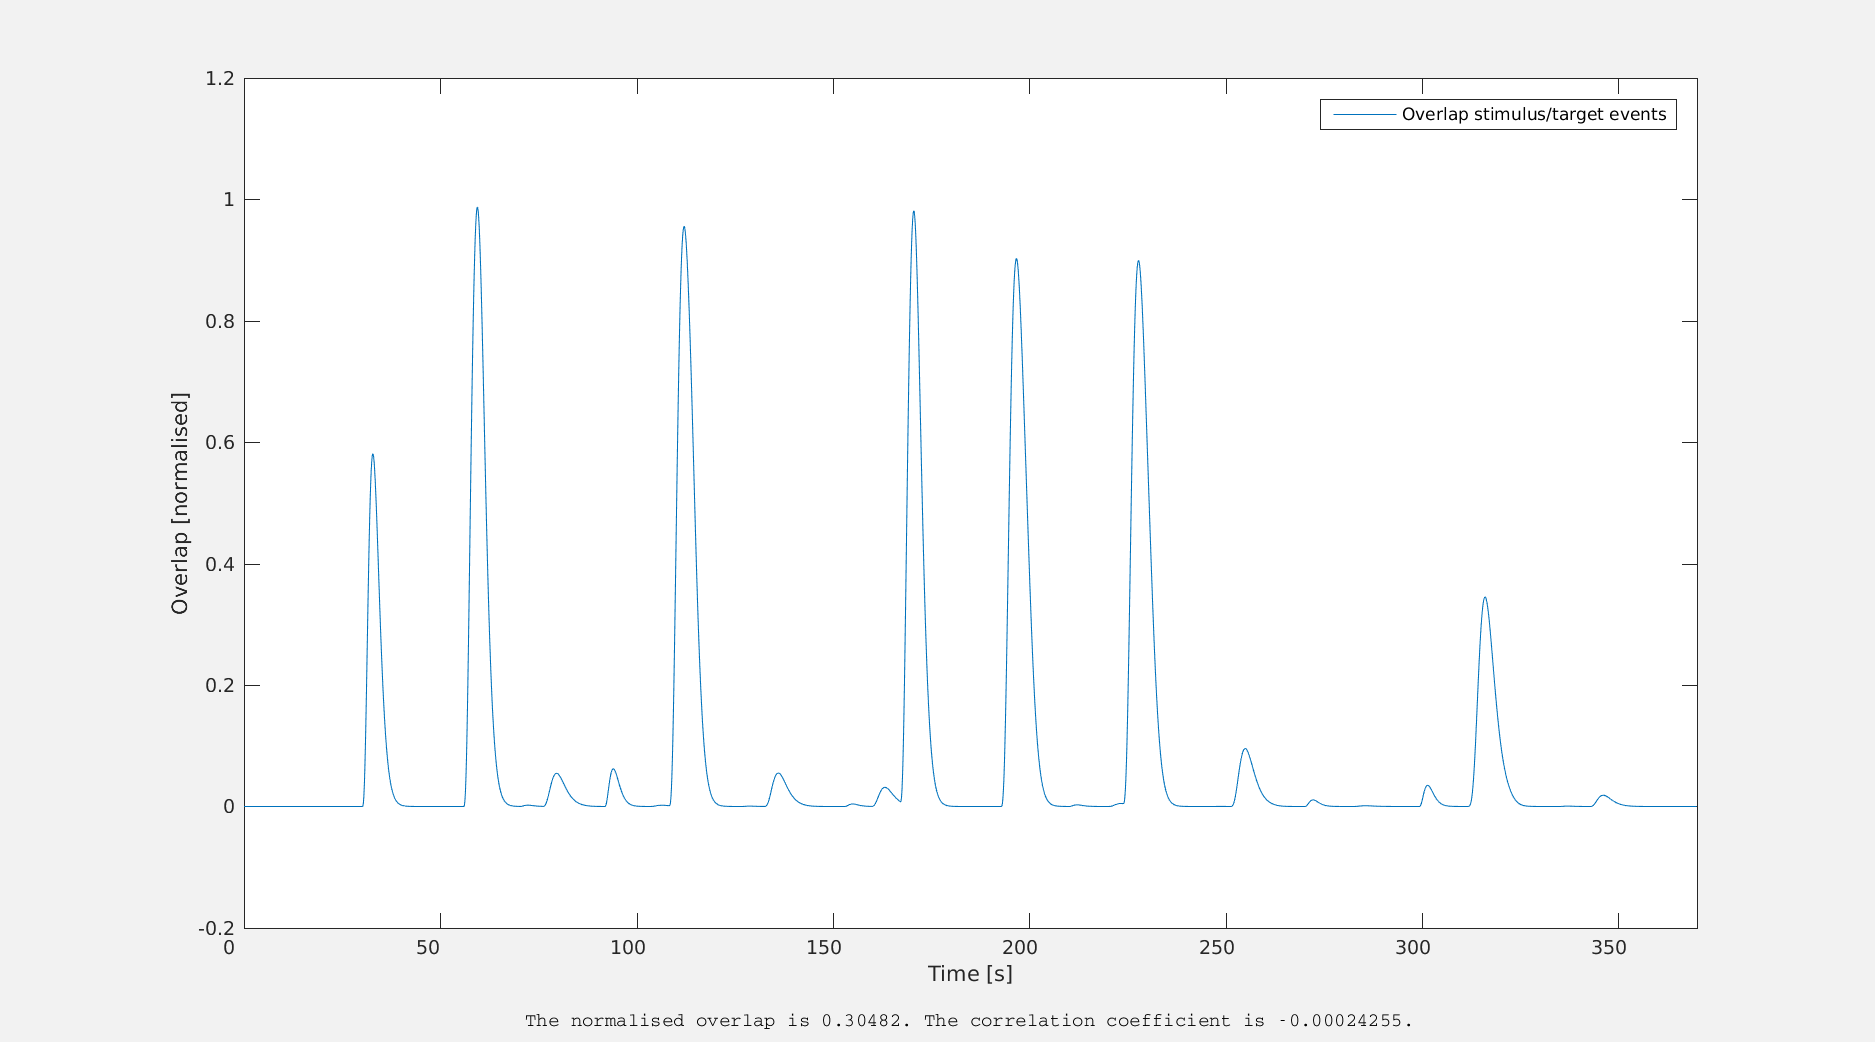 1.2
Overlap stimulus/target events
1
0.8
0.6
0.4
0.2
0
-0.2
Overlap [normalised]
0 50 100 150 200 250 300 350
Time [s]
The normalised overlap is 0.30482. The correlation coefficient is -0.00024255.